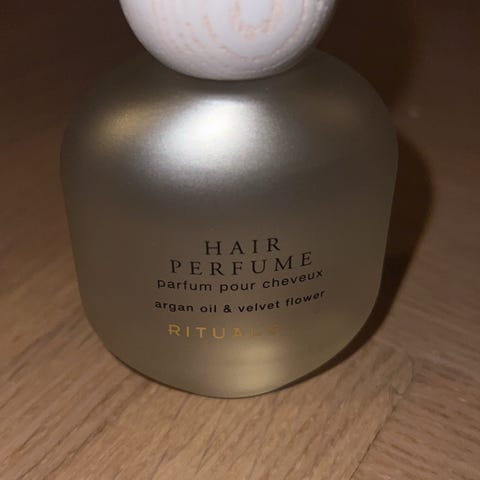 HAIR
PERFUME
parfum pour cheveux
argan oil & velvet flower
RITUALS